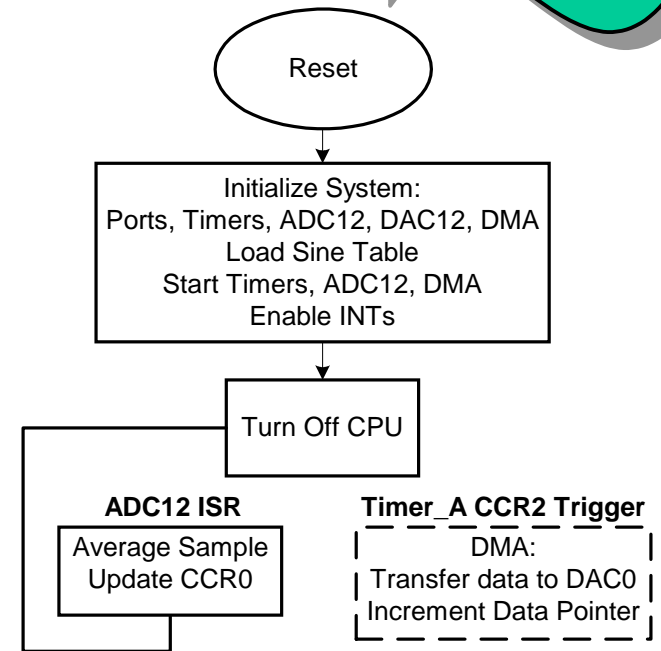 Reset
Initialize System:
Ports, Timers, ADC12, DAC12, DMA
Load Sine Table
Start Timers, ADC12, DMA
Enable INTs
Turn Off CPU
ADC12 ISR
Average Sample
Update CCR0
Timer_A CCR2 Trigger
DMA:
Transfer data to DAC0
Increment Data Pointer